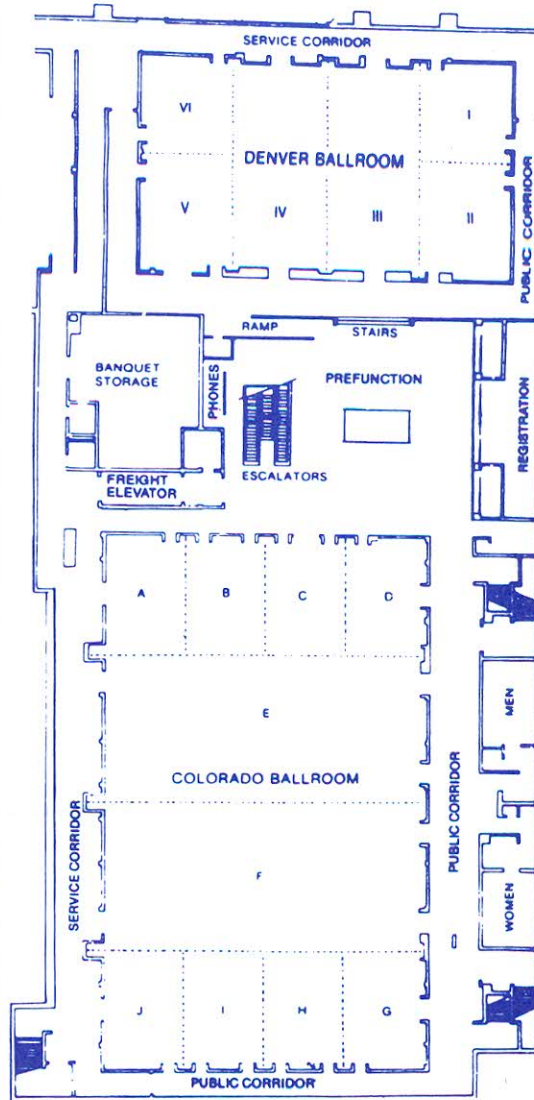 SERVICE CORRIDOR
VI
I
DENVER BALLROOM
V
IV
III
II
PUBLIC CORRIDOR
RAMP
STAIRS
BANQUET
STORAGE
PHONES
PREFUNCTION
REGISTRATION
ESCALATORS
FREIGHT
ELEVATOR
A
B
C
D
E
MEN
COLORADO BALLROOM
SERVICE CORRIDOR
PUBLIC CORRIDOR
F
WOMEN
J
I
H
G
PUBLIC CORRIDOR